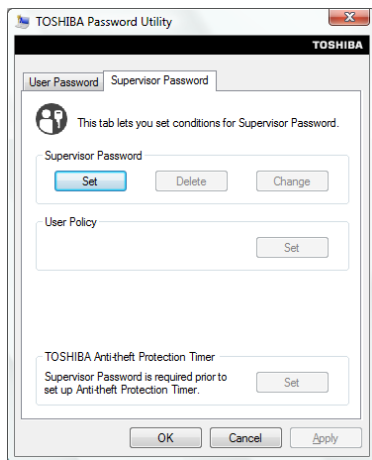 TOSHIBA Password Utility
TOSHIBA
User Password Supervisor Password
This tab lets you set conditions for Supervisor Password.
Supervisor Password
Set Delete Change
User Policy
Set
TOSHIBA Anti-theft Protection Timer
Supervisor Password is required prior to
set up Anti-theft Protection Timer.
Set
OK Cancel Apply